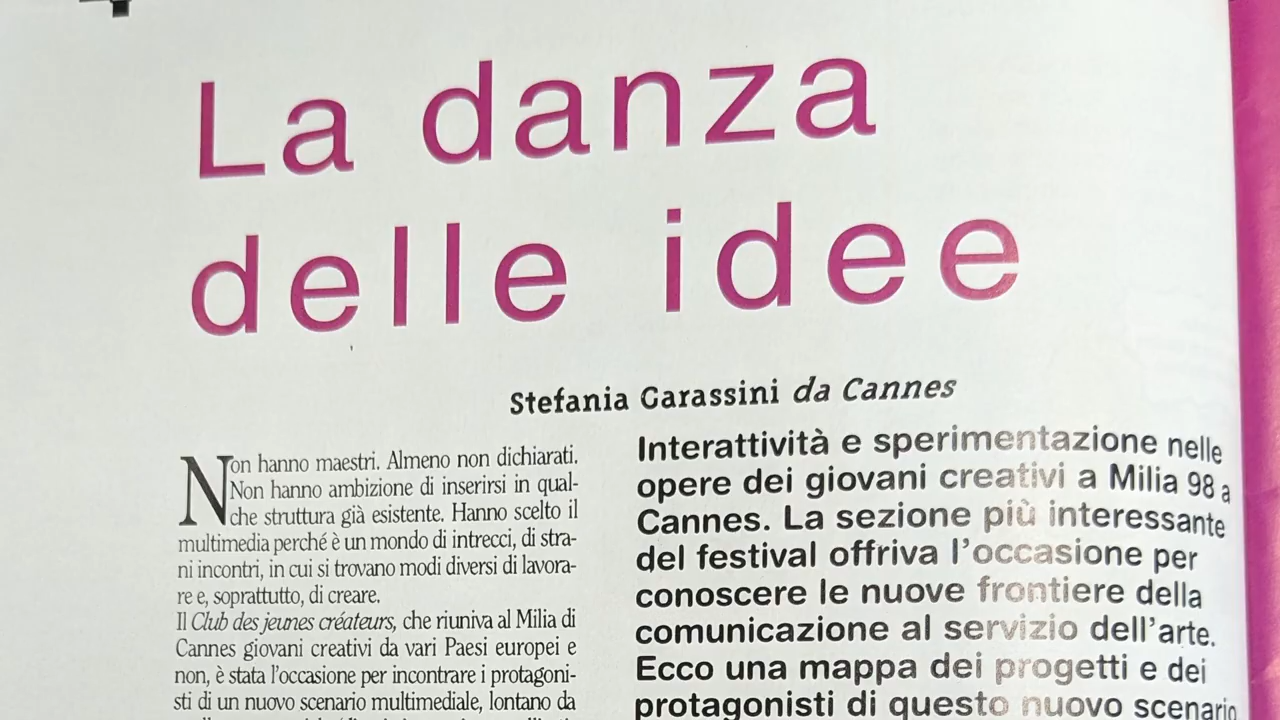 La danza
delle idee
Stefania Garassini da Cannes
Non hanno maestri. Almeno non dichiarati.
Non hanno ambizione di inserirsi in qual-
che struttura già esistente. Hanno scelto il
multimedia perché è un mondo di intrecci, di stra-
ni incontri, in cui si trovano modi diversi di lavora-
re e, soprattutto, di creare.
Il Club des jeunes créateurs, che riuniva al Milia di
Cannes giovani creativi da vari Paesi europei e
non, è stata l'occasione per incontrare i protagoni-
sti di un nuovo scenario multimediale, lontano da
Interattività e sperimentazione nelle
opere dei giovani creativi a Milia 98 a
Cannes. La sezione più interessante
del festival offriva l'occasione per
conoscere le nuove frontiere della
comunicazione al servizio dell'arte.
Ecco una mappa dei progetti e dei
protagonisti di questo nuovo scenario